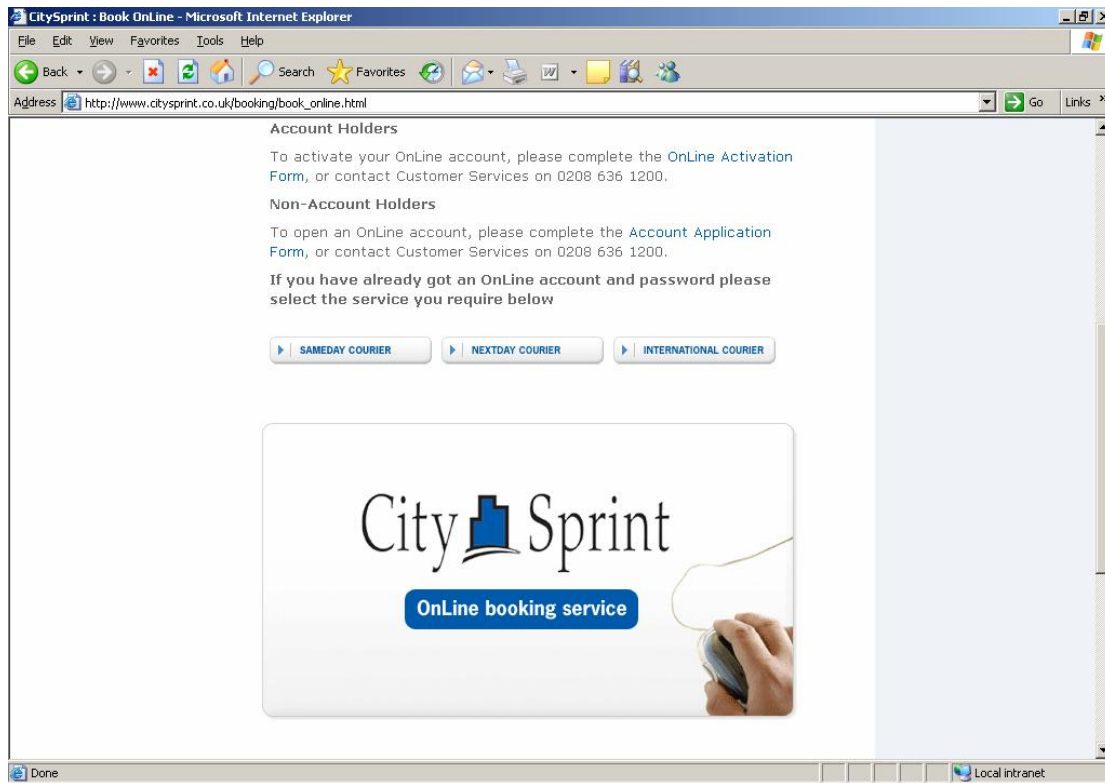 CitySprint : Book OnLine - Microsoft Internet Explorer
File Edit View Favorites Tools Help
Back Search Favorites
Address http://www.citysprint.co.uk/booking/book_online.html Go Links »
Account Holders
To activate your OnLine account, please complete the OnLine Activation
Form, or contact Customer Services on 0208 636 1200.
Non-Account Holders
To open an OnLine account, please complete the Account Application
Form, or contact Customer Services on 0208 636 1200.
If you have already got an OnLine account and password please
select the service you require below
SAMEDAY COURIER NEXTDAY COURIER INTERNATIONAL COURIER
City Sprint
OnLine booking service
Done Local intranet